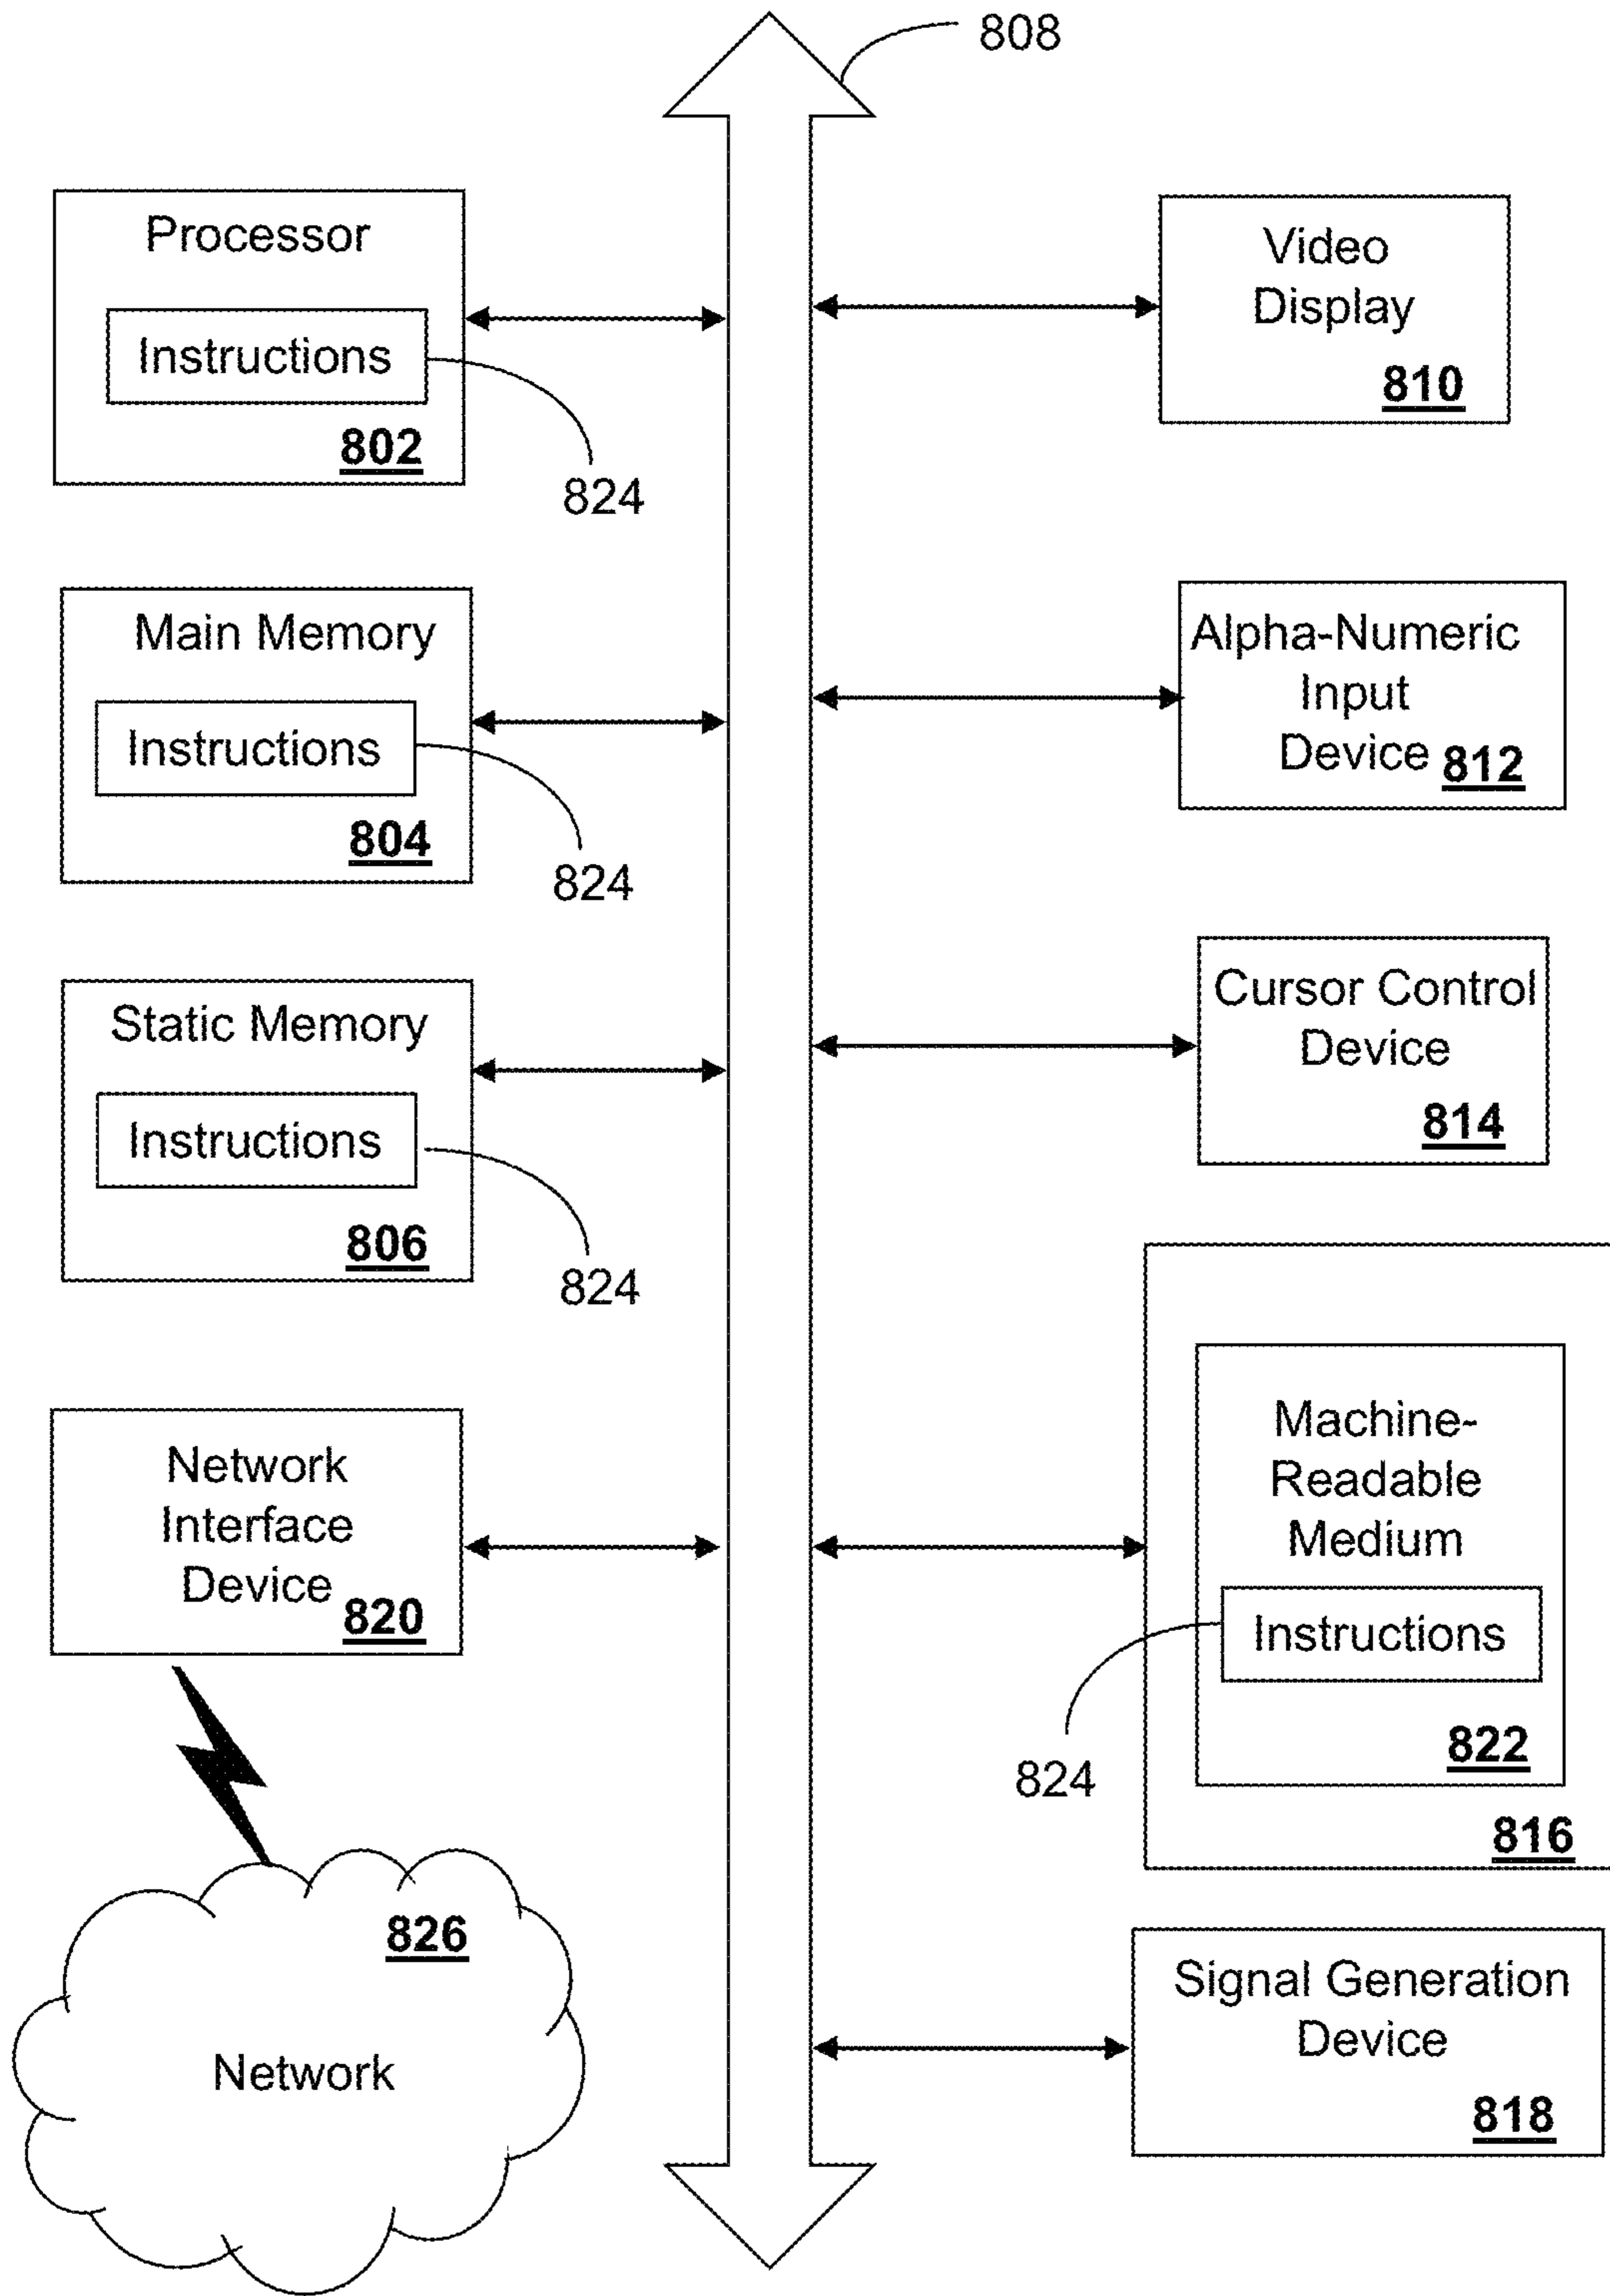 808
Processor
Instructions
802
824
Main Memory
Instructions
804
824
Static Memory
Instructions
806
824
Network
Interface
Device
820
826
Network
Video
Display
810
Alpha-Numeric
Input
Device
812
Cursor Control
Device
814
Machine-
Readable
Medium
Instructions
824
822
816
Signal Generation
Device
818